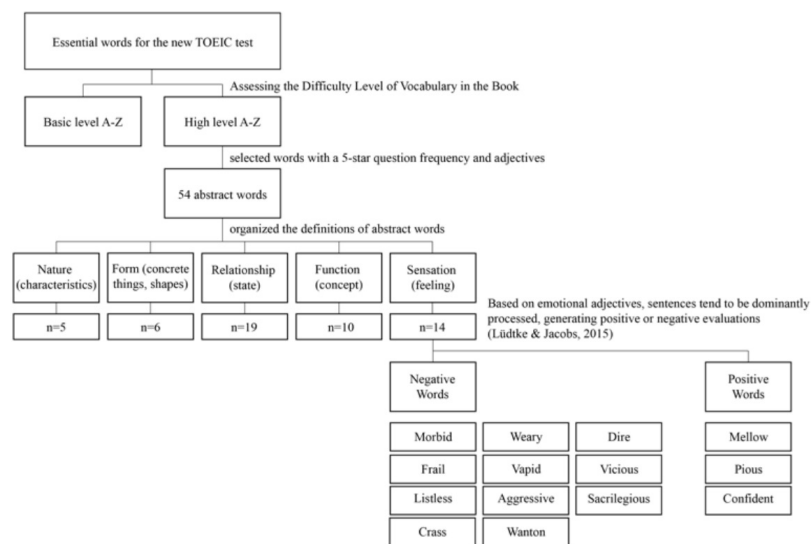 Essential words for the new TOEIC test
Assessing the Difficulty Level of Vocabulary in the Book
Basic level A-Z
High level A-Z
selected words with a 5-star question frequency and adjectives
54 abstract words
organized the definitions of abstract words
Nature
(characteristics)
Form (concrete
things, shapes)
Relationship
(state)
Function
(concept)
Sensation
(feeling)
n=5
n=6
n=19
n=10
n=14
Based on emotional adjectives, sentences tend to be dominantly
processed, generating positive or negative evaluations
(Lüdtke & Jacobs, 2015)
Negative
Words
Positive
Words
Morbid
Weary
Dire
Mellow
Frail
Vapid
Vicious
Pious
Listless
Aggressive
Sacrilegious
Confident
Crass
Wanton